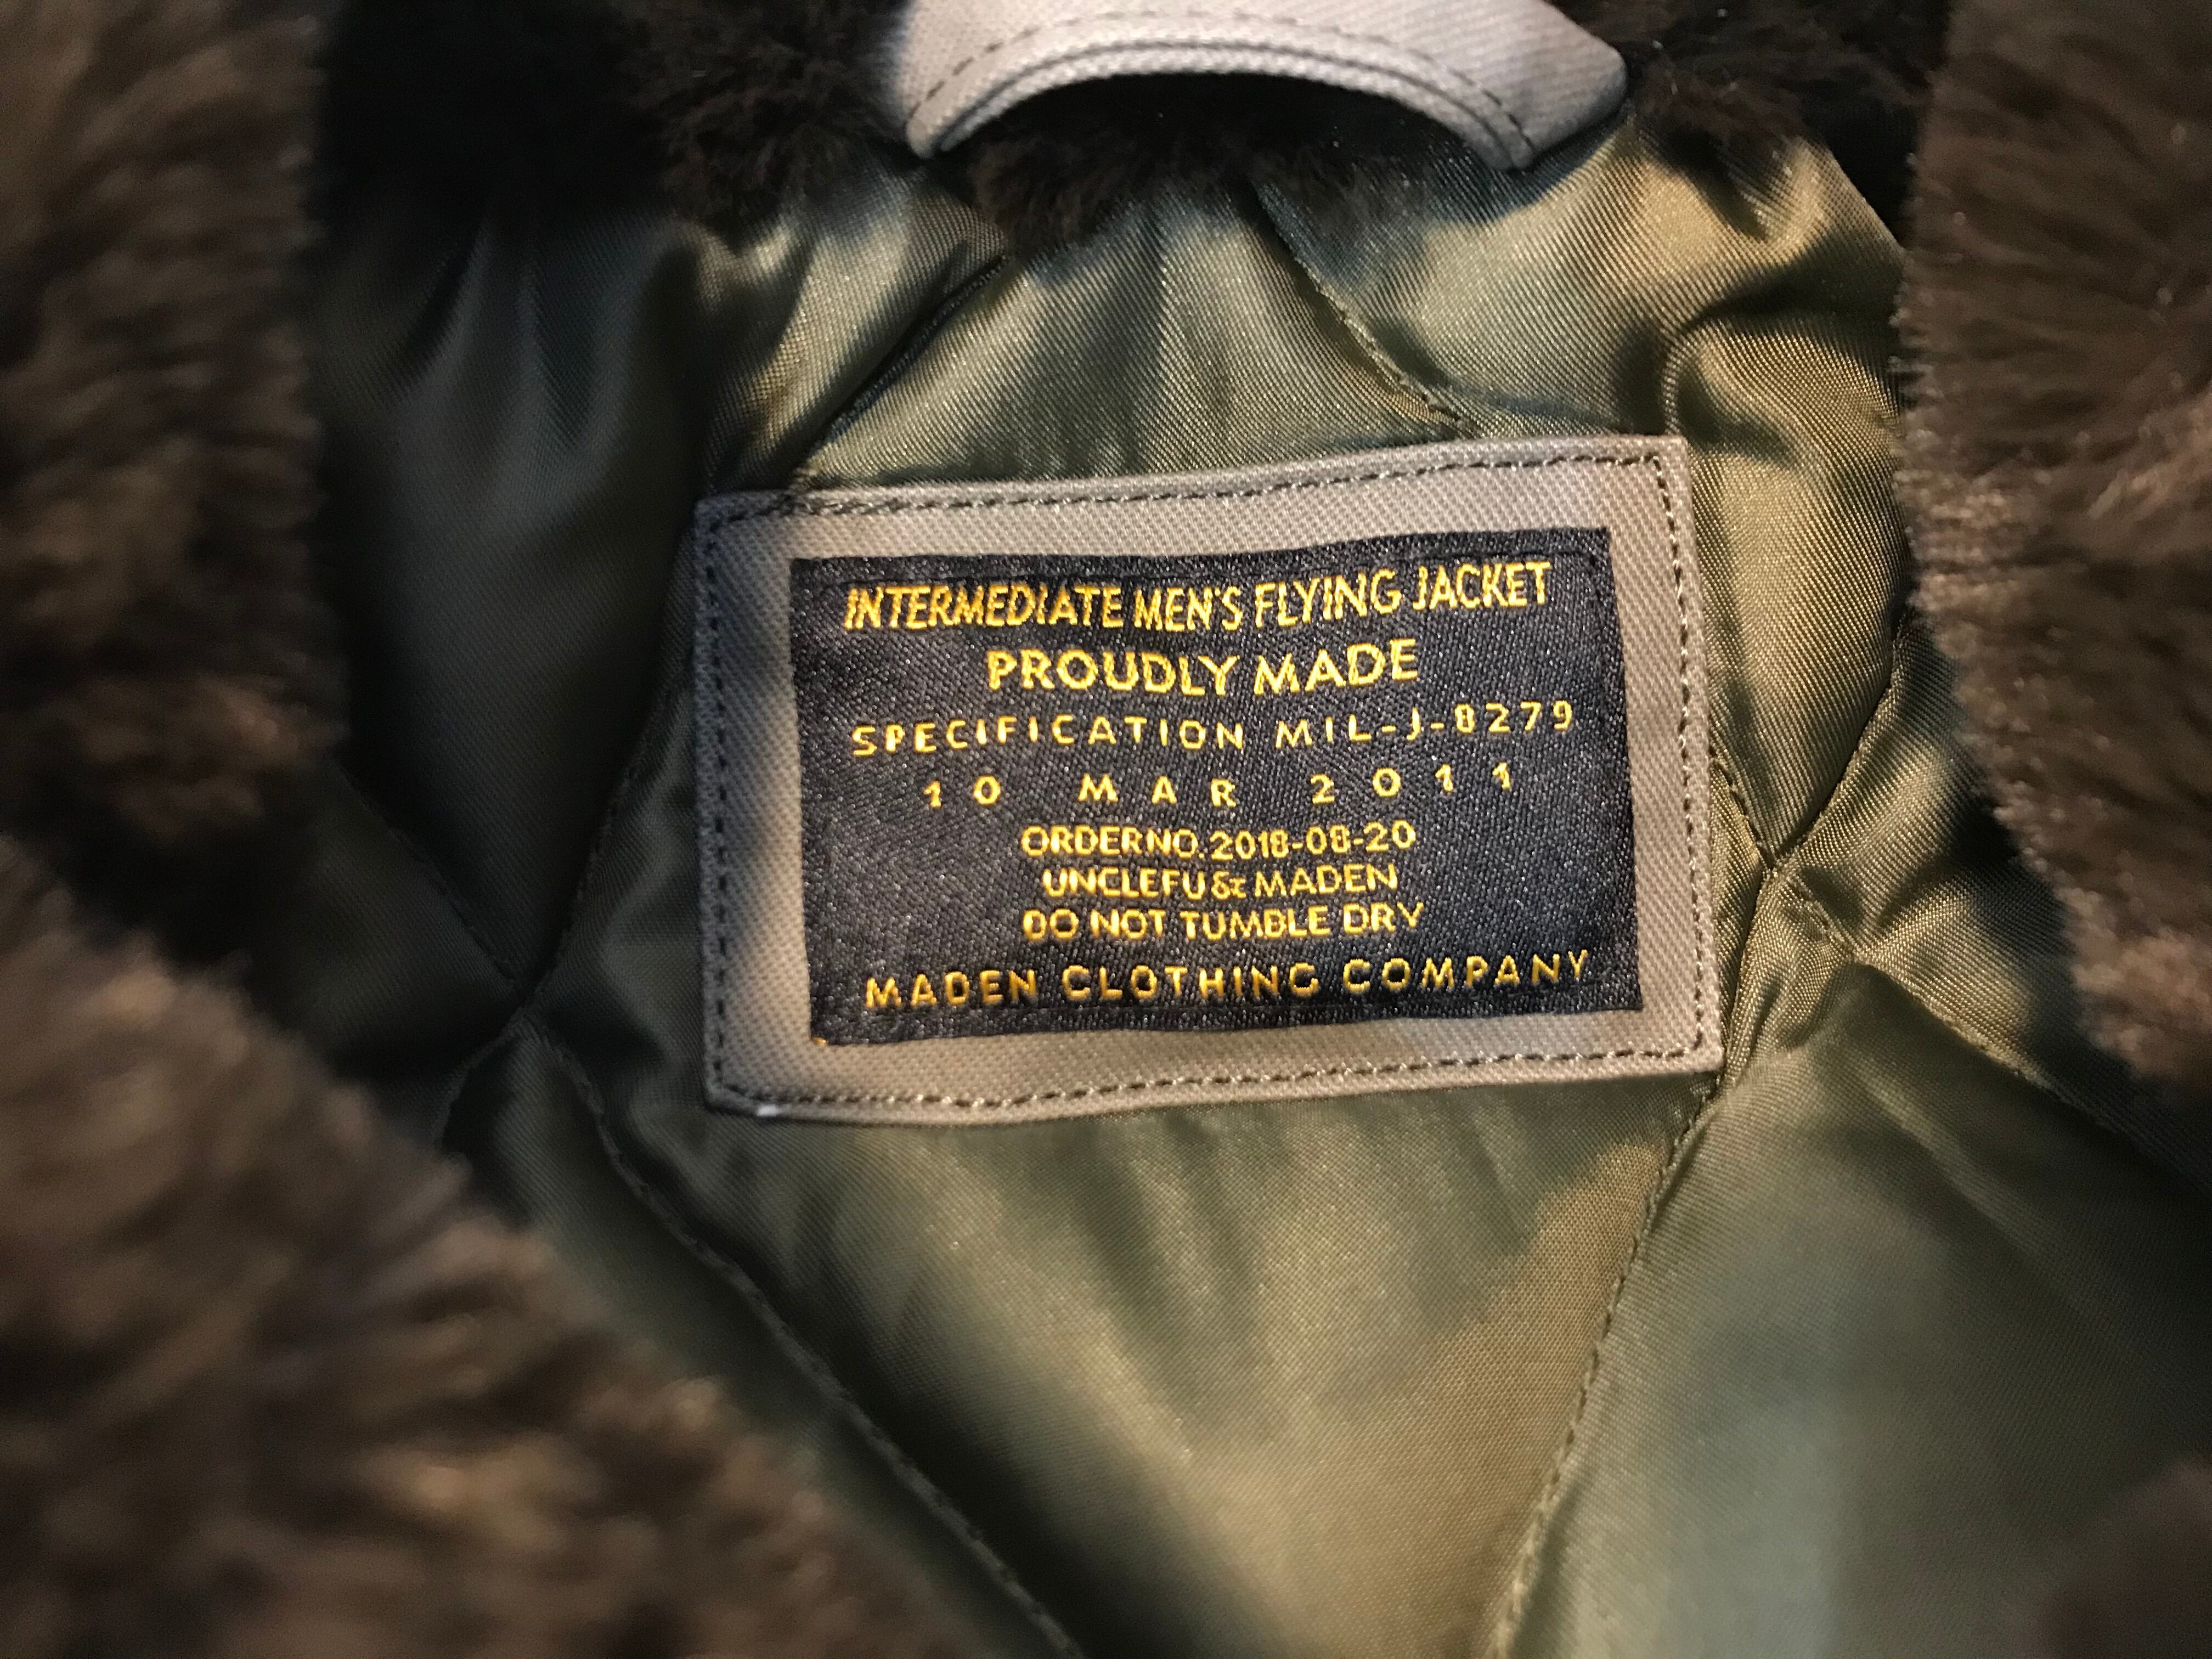 INTERMEDIATE MEN'S FLYING JACKET
PROUDLY MADE
SPECIFICATION MIL-J-8279
10 MAR 2011
ORDERNO.2018-08-20
UNCLEFU& MADEN
DO NOT TUMBLE DRY
MADEN CLOTHING COMPANY